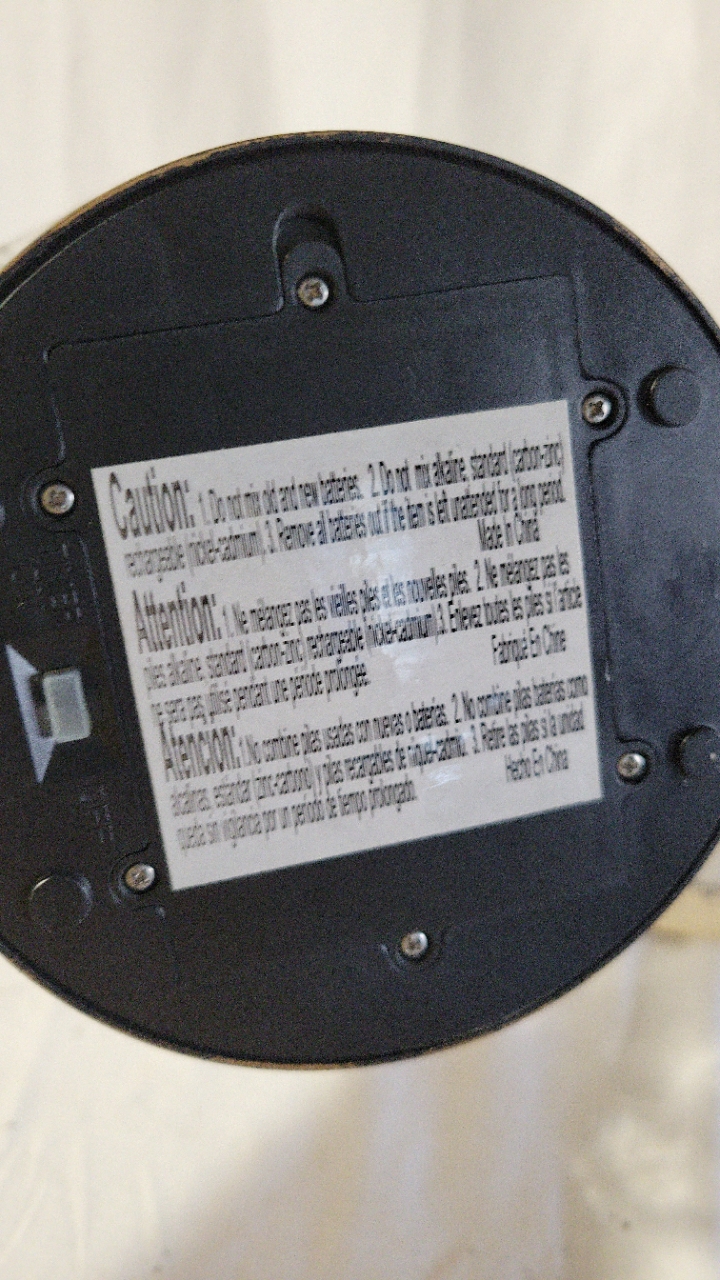 Caution: 1. Do not mix old and new batteries. 2. Do not mix alkaline, standard (carbon-zinc)
rechargeable (nickel-cadmium). 3. Remove all batteries out if the item is left unattended for a long period.
Made In China
Attention: 1. Ne mélangez pas les vieilles piles et les nouvelles piles. 2. Ne mélangez pas les
piles alkaline, standard (carbon-zinc) rechargeable (nickel-cadmium). 3. Enlevez toutes les piles si l'article
ne sera pas utilisé pendant une période prolongée.
Fabriqué En Chine
Atencion: 1.No combine pilas usadas con nuevas o baterías. 2. No combine pilas baterías como
alcalinas, estándar (zinc-carbono) y pilas recargables de níquel-cadmio. 3. Retire las pilas si la unidad
queda sin vigilancia por un período de tiempo prolongado.
Hecho En China